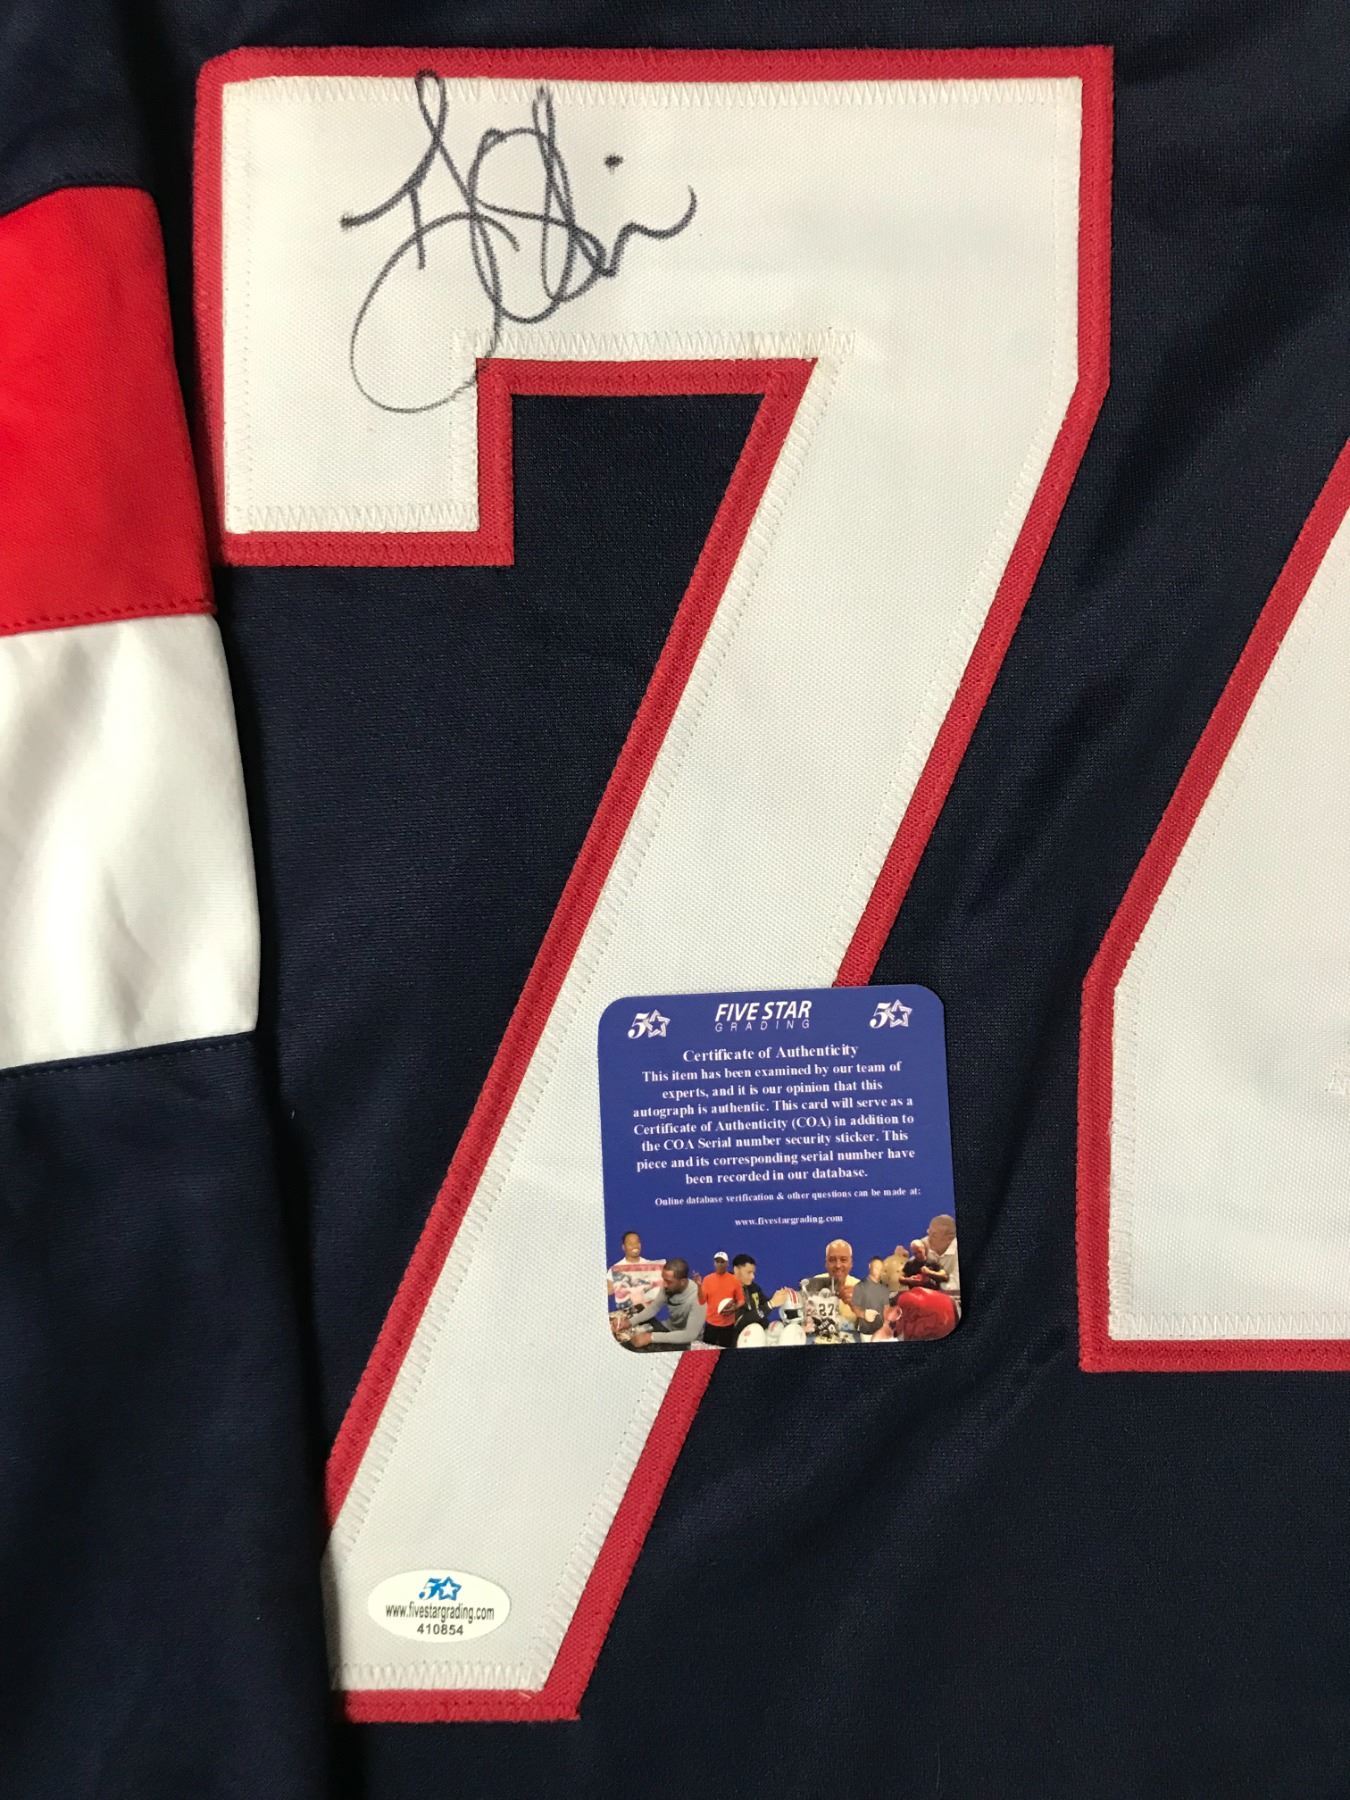 7
FIVE STAR
GRADING
Certificate of Authenticity
This item has been examined by our team of
experts, and it is our opinion that this
autograph is authentic. This card will serve as a
Certificate of Authenticity (COA) in addition to
the COA Serial number security sticker. This
piece and its corresponding serial number have
been recorded in our database.
Online database verification & other questions can be made at:
www.fivestargrading.com
27
5
www.fivestargrading.com
410854